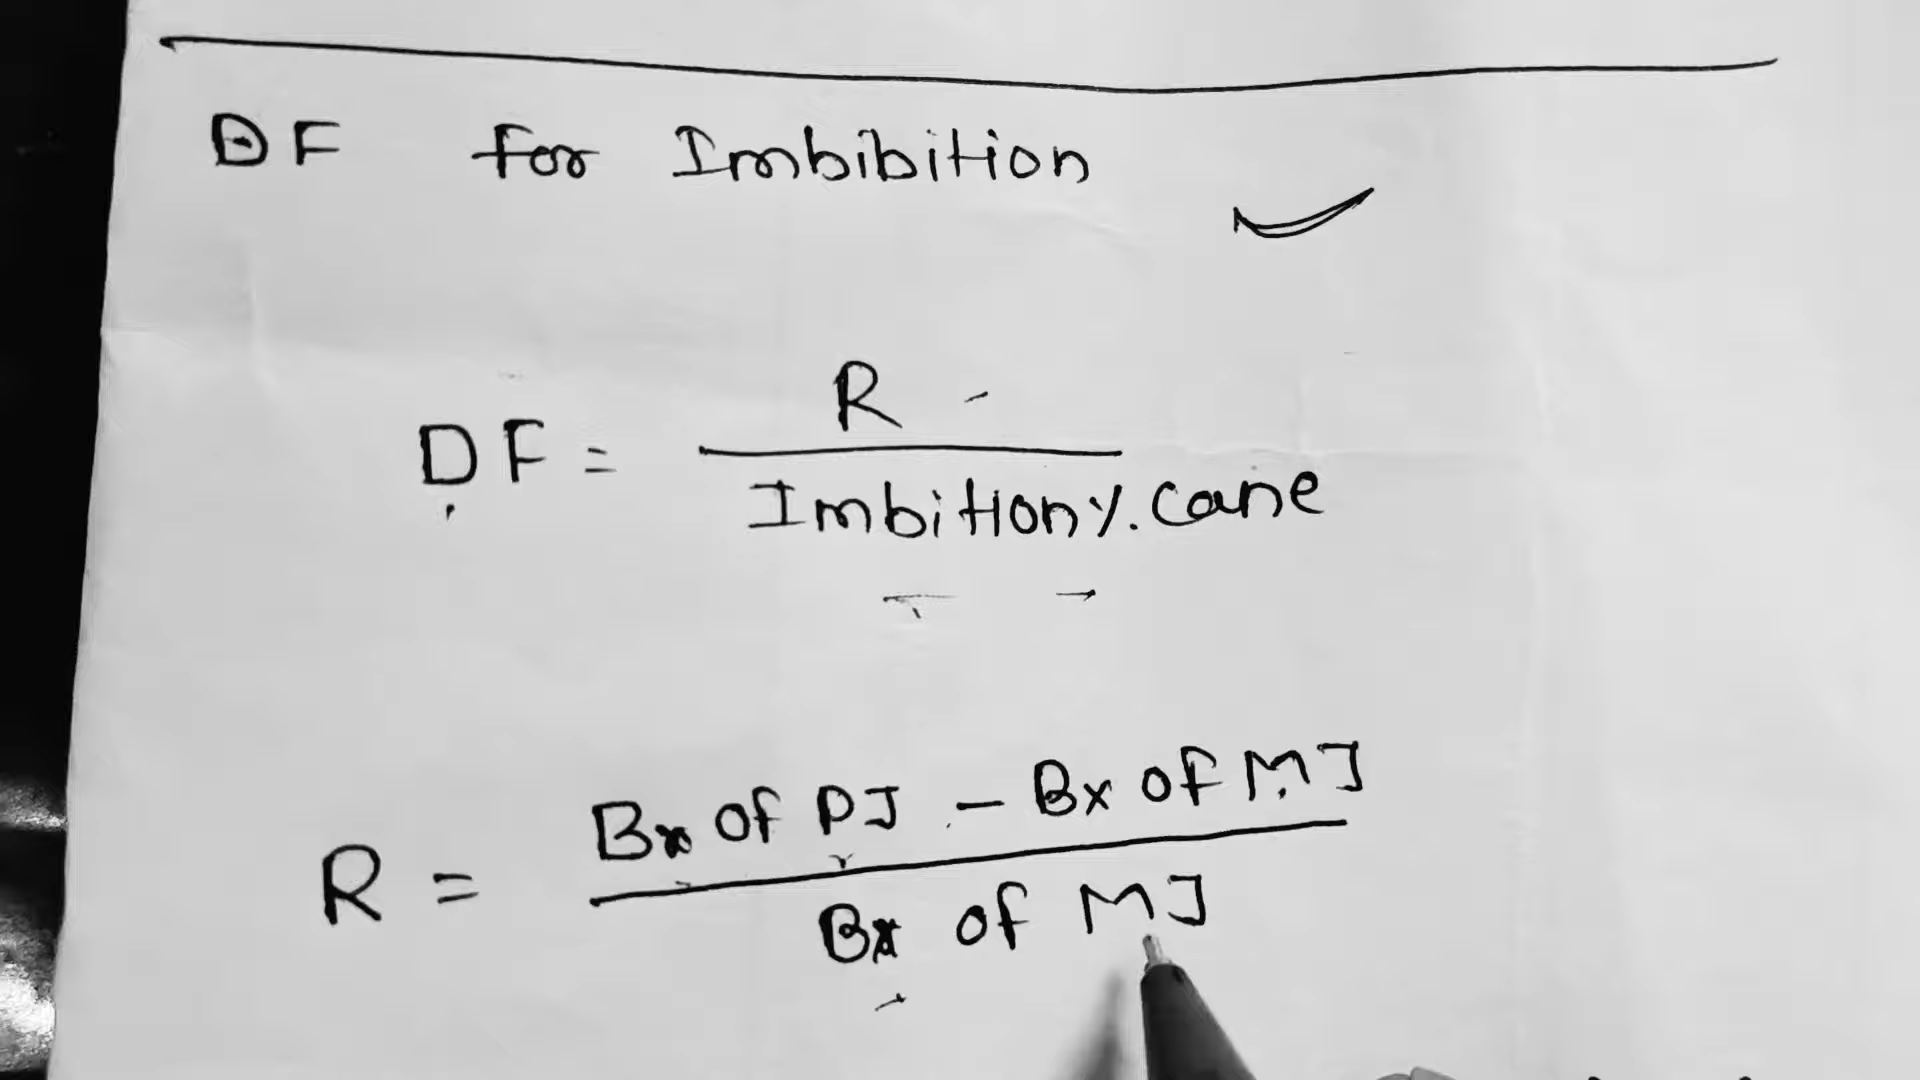 DF for Imbibition
DF = R
Imbition%.cane
R = Bx of PJ - Bx of MJ
Bx of MJ